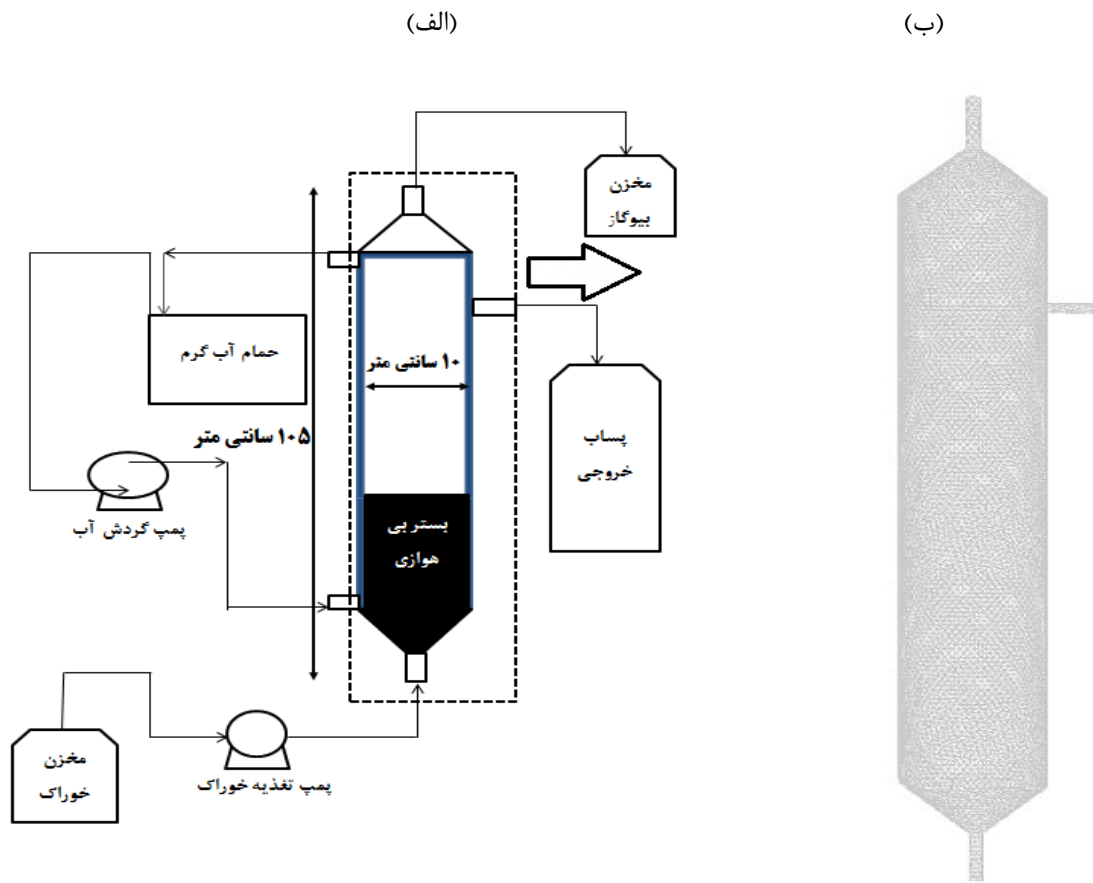 (الف)
(ب)
مخزن
بیوگاز
حمام آب گرم
۱۰ سانتی متر
۱۰۵ سانتی متر
پساب
خروجی
پمپ گردش آب
بستر بی
هوازی
مخزن
خوراک
پمپ تغذیه خوراک